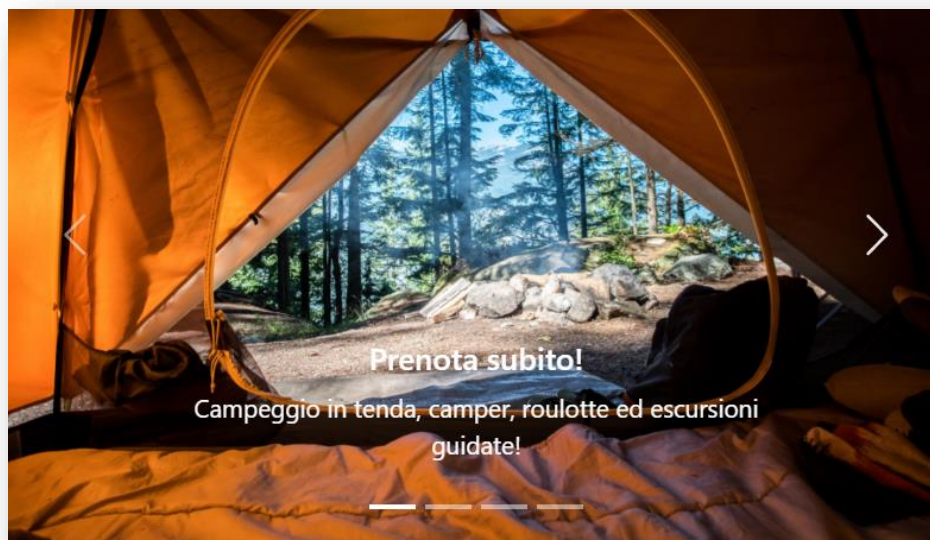 Prenota subito!
Campeggio in tenda, camper, roulotte ed escursioni
guidate!